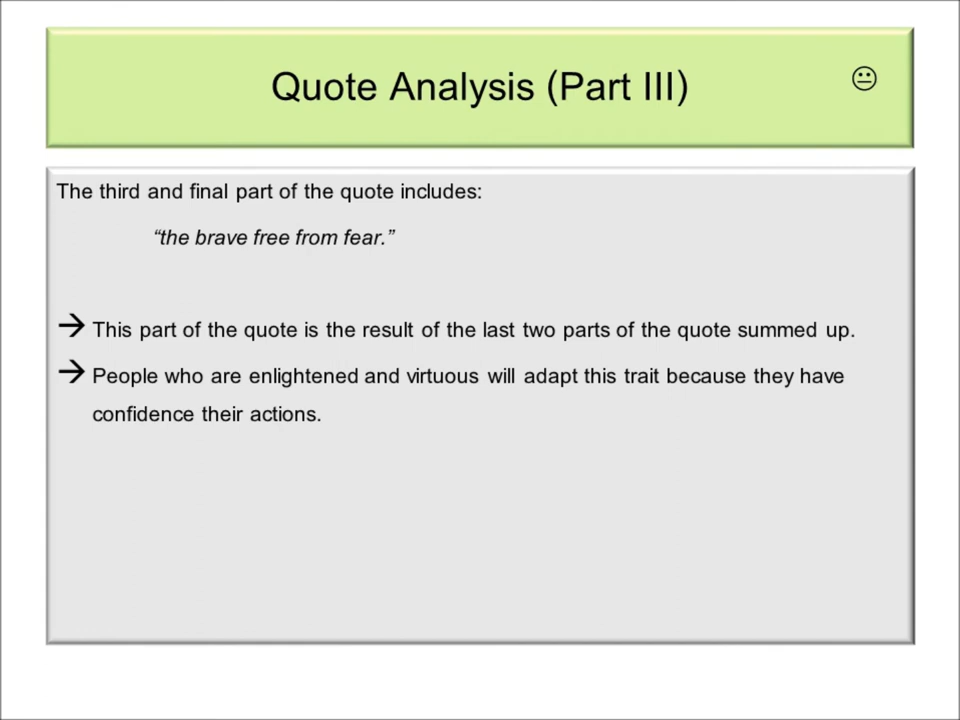 Quote Analysis (Part III)
The third and final part of the quote includes:
“the brave free from fear.”
→ This part of the quote is the result of the last two parts of the quote summed up.
→ People who are enlightened and virtuous will adapt this trait because they have
confidence their actions.